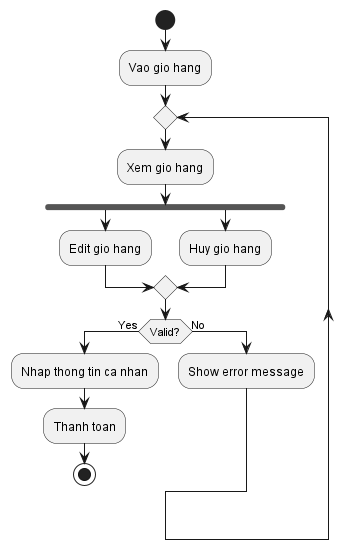 Vao gio hang
Xem gio hang
Edit gio hang
Huy gio hang
Valid?
Yes
No
Nhap thong tin ca nhan
Show error message
Thanh toan